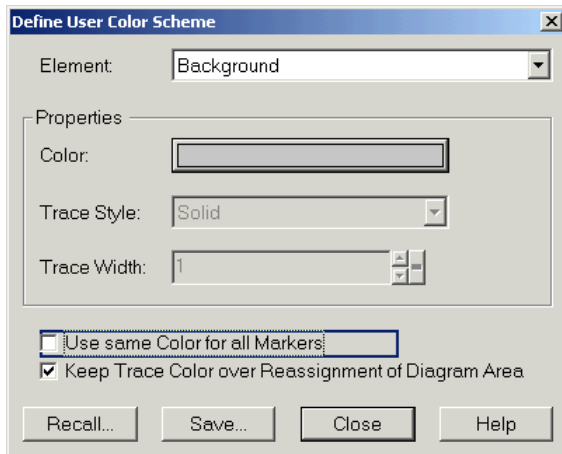 Define User Color Scheme
Element: Background
Properties
Color:
Trace Style: Solid
Trace Width: 1
Use same Color for all Markers
Keep Trace Color over Reassignment of Diagram Area
Recall... Save... Close Help